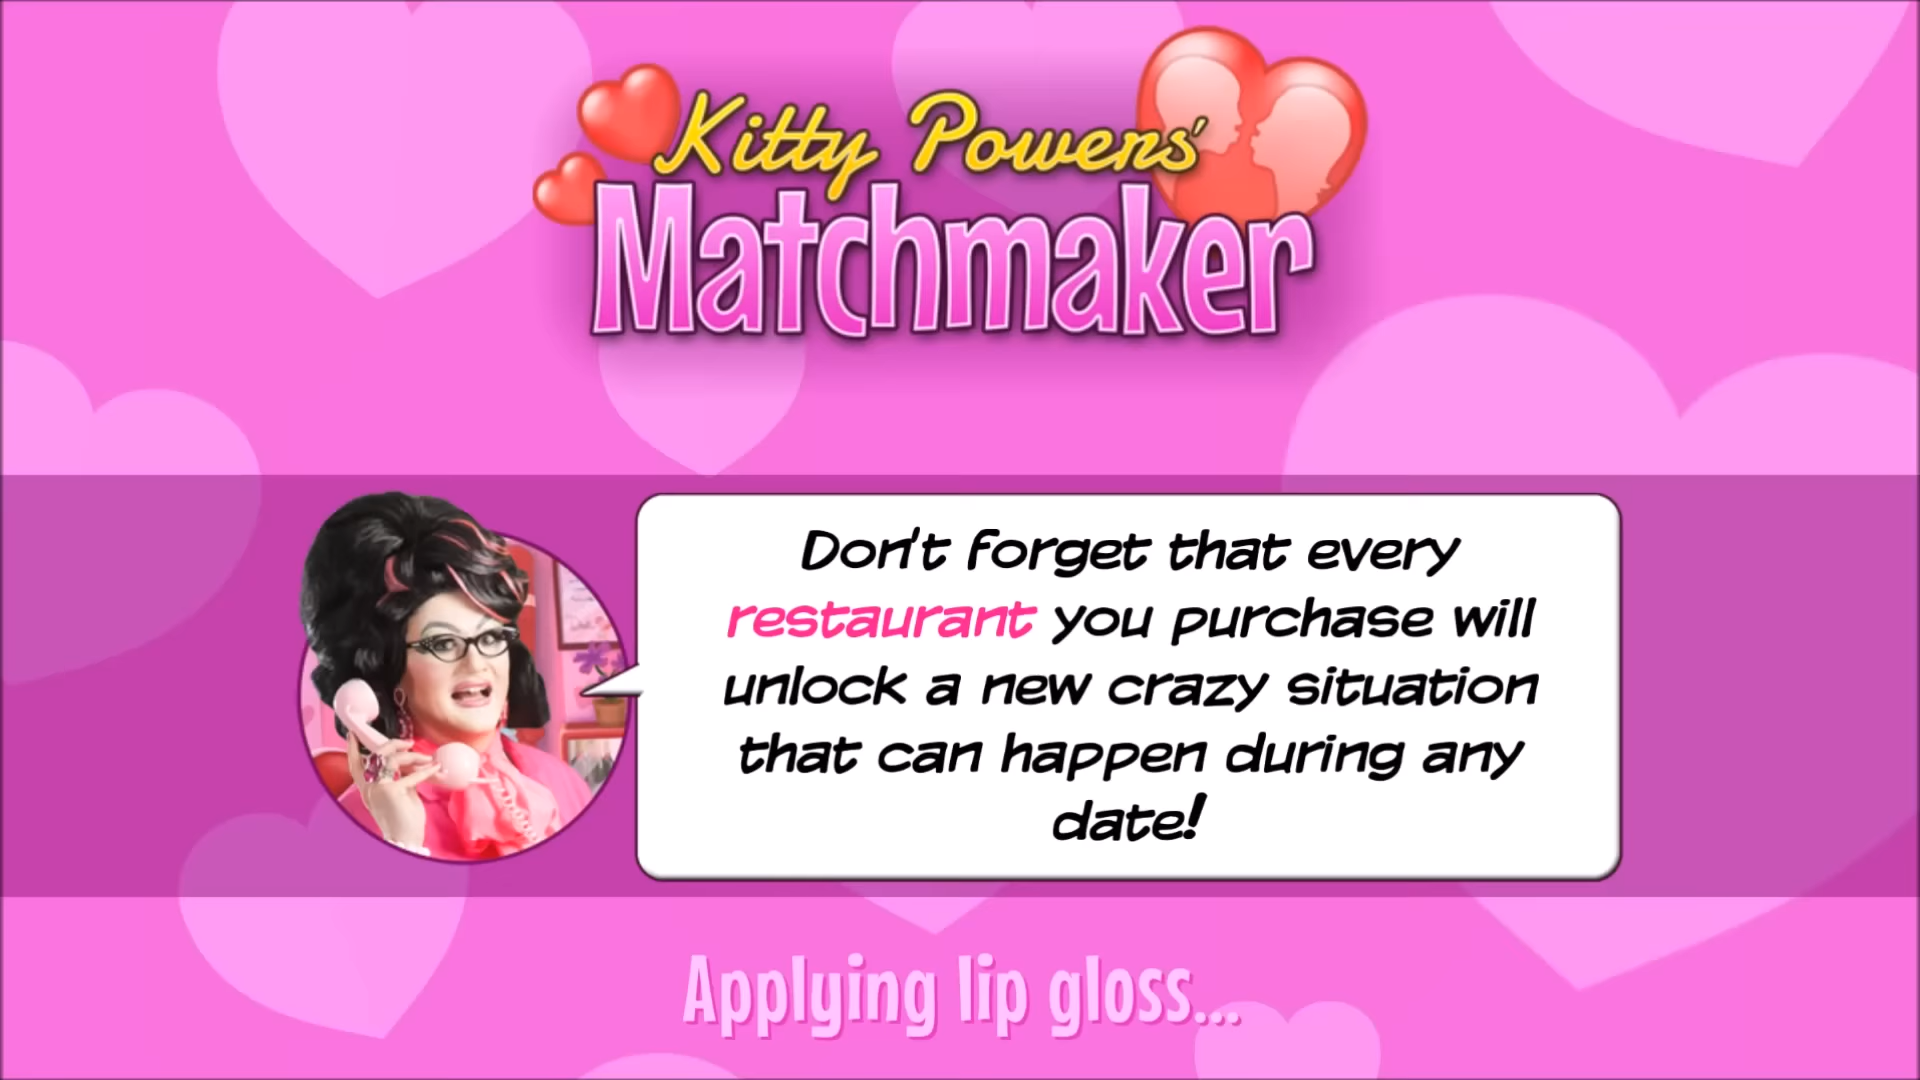 Kitty Powers'
Matchmaker
Don't forget that every
restaurant you purchase will
unlock a new crazy situation
that can happen during any
date!
Applying lip gloss...